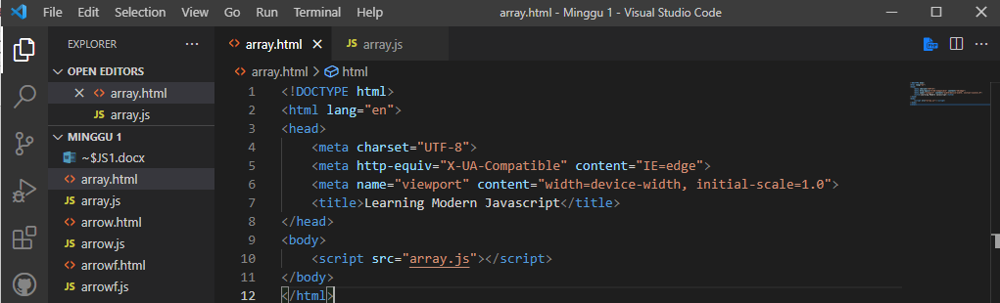 File Edit Selection View Go Run Terminal Help array.html - Minggu 1 - Visual Studio Code
EXPLORER ···
OPEN EDITORS
× <> array.html
JS array.js
MINGGU 1
~$JS1.docx
<> array.html
JS array.js
<> arrow.html
JS arrow.js
<> arrowf.html
JS arrowf.js
<> array.html × JS array.js ···
<> array.html > html
1 <!DOCTYPE html>
2 <html lang="en">
3 <head>
4 <meta charset="UTF-8">
5 <meta http-equiv="X-UA-Compatible" content="IE=edge">
6 <meta name="viewport" content="width=device-width, initial-scale=1.0">
7 <title>Learning Modern Javascript</title>
8 </head>
9 <body>
10 <script src="array.js"></script>
11 </body>
12 </html>